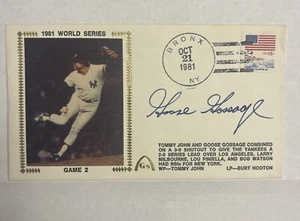 1981 WORLD SERIES
GAME 2
BRONX
OCT
21
1981
NY
Goose Gossage
TOMMY JOHN AND GOOSE GOSSAGE COMBINED
ON A 3-0 SHUTOUT TO GIVE THE YANKEES A
2-0 SERIES LEAD OVER LOS ANGELES. LARRY
MILBOURNE, LOU PINIELLA, AND BOB WATSON
HAD RBIs FOR NEW YORK.
WP—TOMMY JOHN LP—BURT HOOTON